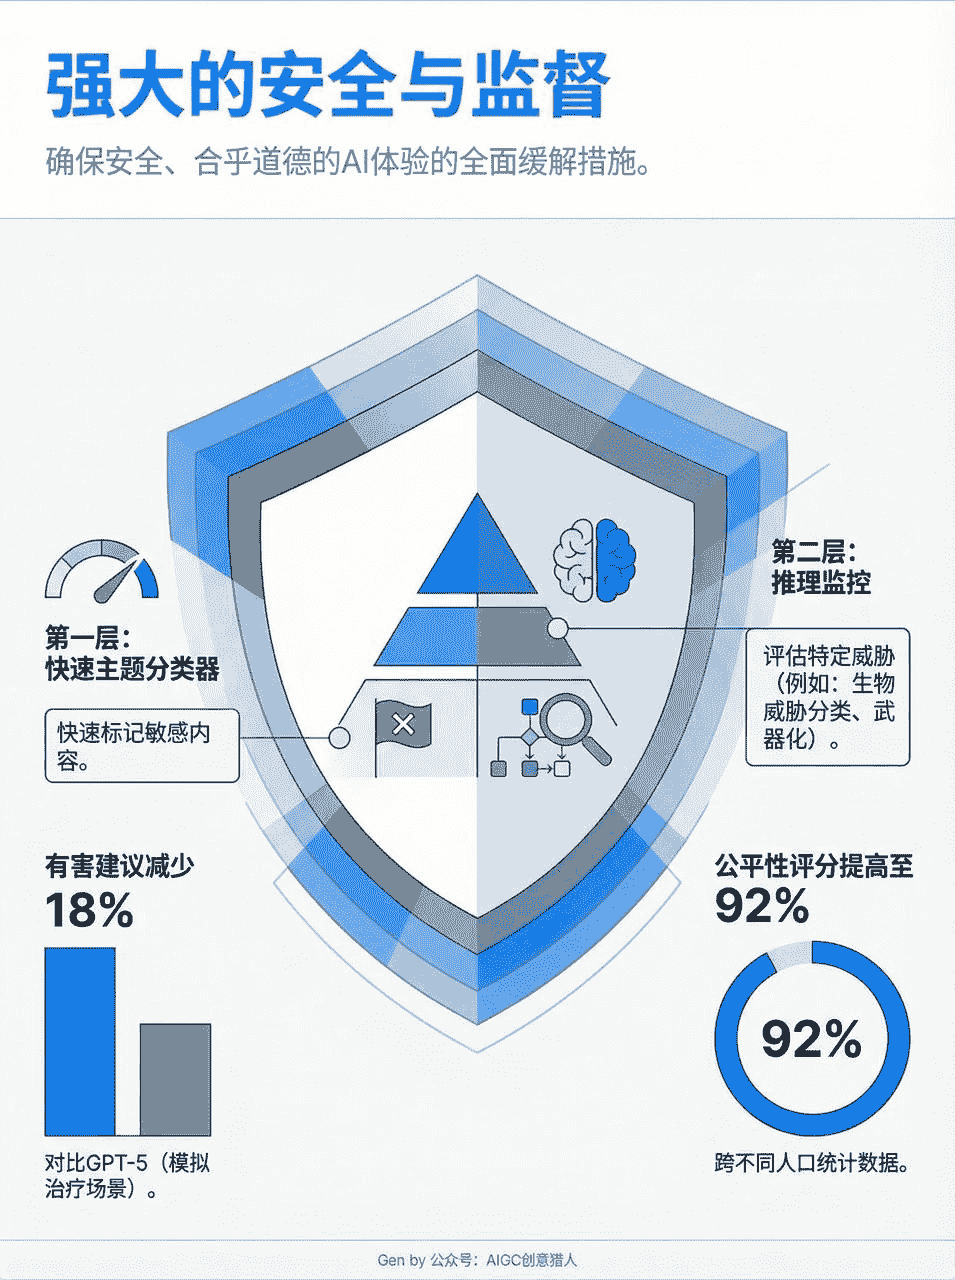 强大的安全与监督
确保安全、合乎道德的AI体验的全面缓解措施。
第一层：
快速主题分类器
快速标记敏感内
容。
第二层：
推理监控
评估特定威胁
（例如：生物
威胁分类、武
器化）。
有害建议减少
18%
对比GPT-5（模拟
治疗场景）。
公平性评分提高至
92%
92%
跨不同人口统计数据。
Gen by 公众号：AIGC创意猎人